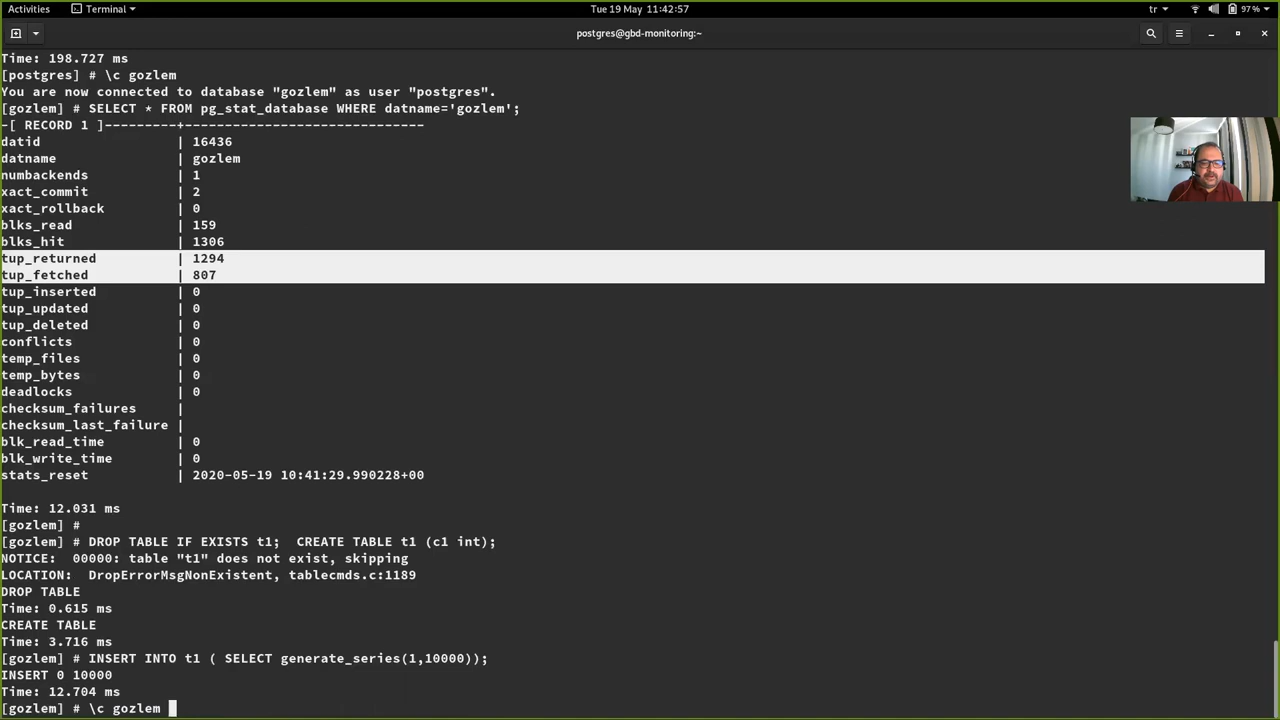 Activities
Terminal
Tue 19 May 11:42:57
tr
97%
postgres@gbd-monitoring:~
Time: 198.727 ms
[postgres] # \c gozlem
You are now connected to database "gozlem" as user "postgres".
[gozlem] # SELECT * FROM pg_stat_database WHERE datname='gozlem';
-[ RECORD 1 ]---------+------------------------------
datid                 | 16436
datname               | gozlem
numbackends           | 1
xact_commit           | 2
xact_rollback         | 0
blks_read             | 159
blks_hit              | 1306
tup_returned          | 1294
tup_fetched           | 807
tup_inserted          | 0
tup_updated           | 0
tup_deleted           | 0
conflicts             | 0
temp_files            | 0
temp_bytes            | 0
deadlocks             | 0
checksum_failures     |
checksum_last_failure |
blk_read_time         | 0
blk_write_time        | 0
stats_reset           | 2020-05-19 10:41:29.990228+00
Time: 12.031 ms
[gozlem] #
[gozlem] # DROP TABLE IF EXISTS t1;  CREATE TABLE t1 (c1 int);
NOTICE:  00000: table "t1" does not exist, skipping
LOCATION:  DropErrorMsgNonExistent, tablecmds.c:1189
DROP TABLE
Time: 0.615 ms
CREATE TABLE
Time: 3.716 ms
[gozlem] # INSERT INTO t1 ( SELECT generate_series(1,10000));
INSERT 0 10000
Time: 12.704 ms
[gozlem] # \c gozlem